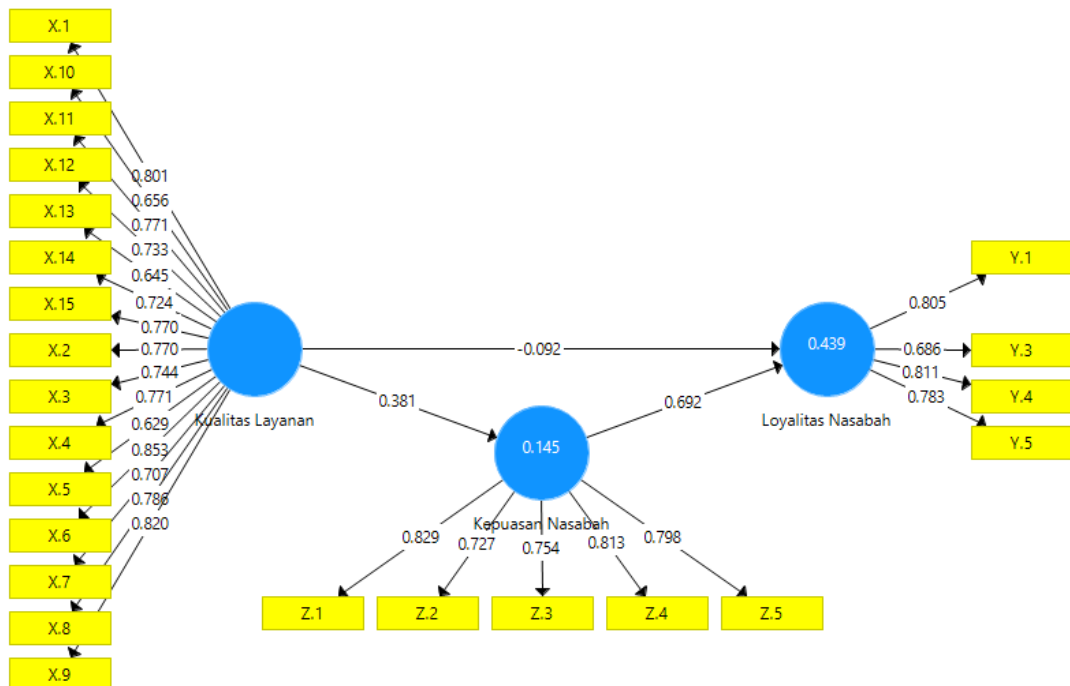 X.1
X.10
X.11
X.12
X.13
X.14
X.15
X.2
X.3
X.4
X.5
X.6
X.7
X.8
X.9
0.801
0.656
0.771
0.733
0.645
0.724
0.770
0.770
0.744
0.771
0.629
0.853
0.707
0.786
0.820
Kualitas Layanan
-0.092
0.381
0.692
0.145
Kepuasan Nasabah
0.829
0.727
0.754
0.813
0.798
Z.1
Z.2
Z.3
Z.4
Z.5
0.439
Loyalitas Nasabah
0.805
0.686
0.811
0.783
Y.1
Y.3
Y.4
Y.5